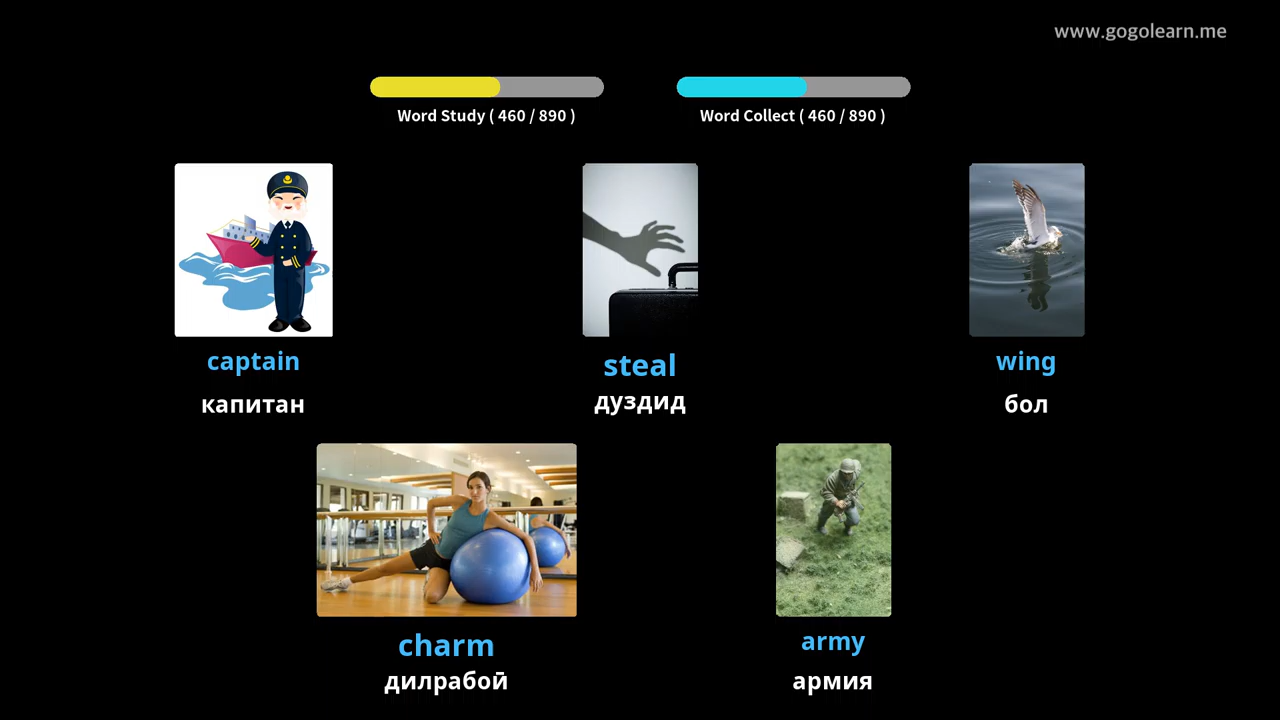 www.gogolearn.me
Word Study ( 460 / 890 )
Word Collect ( 460 / 890 )
captain
steal
wing
капитан
дуздид
бол
charm
army
дилрабоӣ
армия